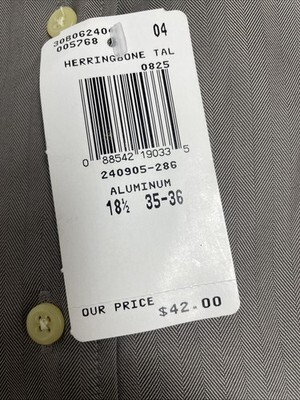 04
005768
HERRINGBONE TAL
0825
0 88542 19033 5
240905-286
ALUMINUM
18½ 35-36
OUR PRICE $42.00